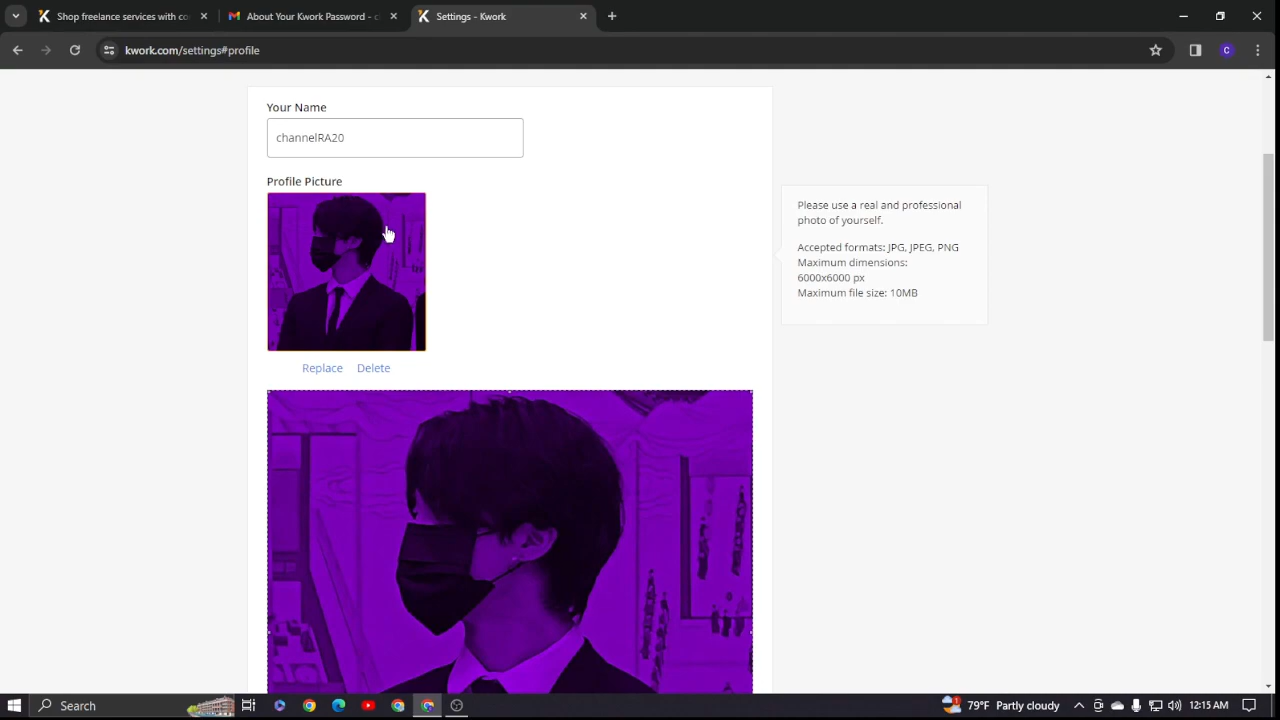 Shop freelance services with co
About Your Kwork Password - c
Settings - Kwork
kwork.com/settings#profile
C
Your Name
channelRA20
Profile Picture
Please use a real and professional
photo of yourself.
Accepted formats: JPG, JPEG, PNG
Maximum dimensions:
6000x6000 px
Maximum file size: 10MB
Replace Delete
Search
1
79°F Partly cloudy
12:15 AM